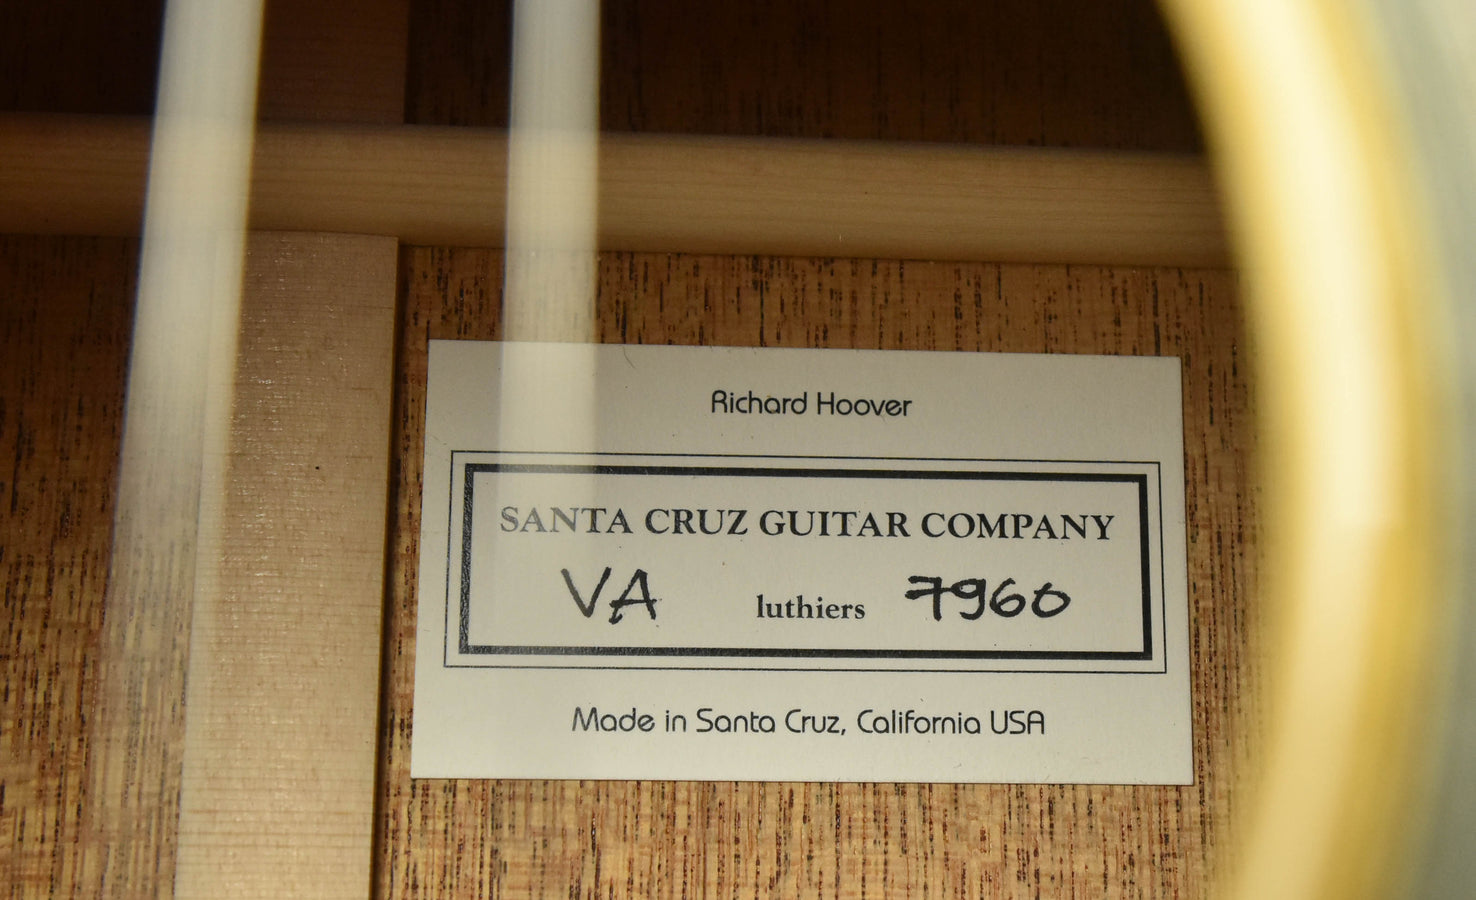 Richard Hoover
SANTA CRUZ GUITAR COMPANY
VA luthiers 7960
Made in Santa Cruz, California USA